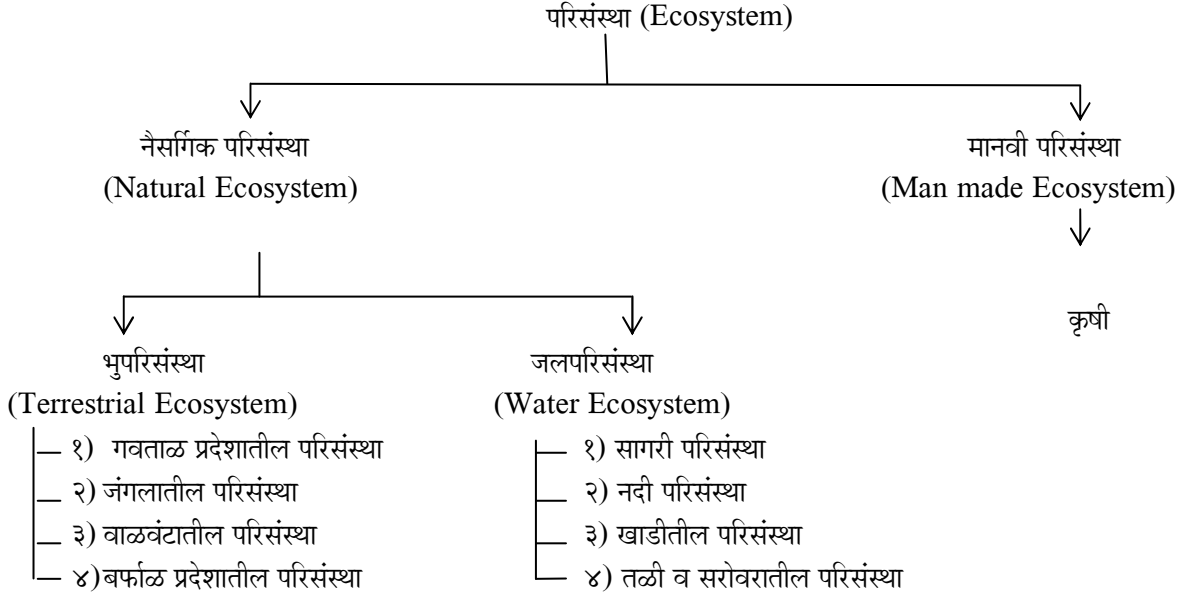 परिसंस्था (Ecosystem)
नैसर्गिक परिसंस्था
(Natural Ecosystem)
मानवी परिसंस्था
(Man made Ecosystem)
कृषी
भुपरिसंस्था
(Terrestrial Ecosystem)
१) गवताळ प्रदेशातील परिसंस्था
२) जंगलातील परिसंस्था
३) वाळवंटातील परिसंस्था
४)बर्फाळ प्रदेशातील परिसंस्था
जलपरिसंस्था
(Water Ecosystem)
१) सागरी परिसंस्था
२) नदी परिसंस्था
३) खाडीतील परिसंस्था
४) तळी व सरोवरातील परिसंस्था